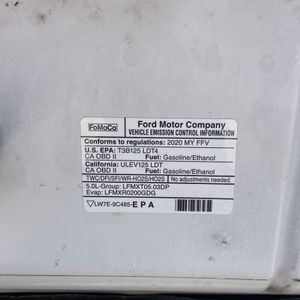 FoMoCo
Ford Motor Company
VEHICLE EMISSION CONTROL INFORMATION
Conforms to regulations: 2020 MY FFV
U.S. EPA: T3B125 LDT4
CA OBD II Fuel: Gasoline/Ethanol
California: ULEV125 LDT
CA OBD II Fuel: Gasoline/Ethanol
TWC/DFI/SFI/WR-HO2S/HO2S
No adjustments needed.
5.0L-Group: LFMXT05.03DP
Evap: LFMXR0200GDG
LW7E-9C485-EPA